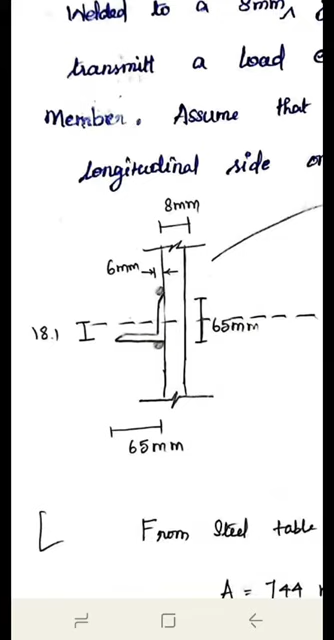 Welded to a 8mm
transmitt a load
Member. Assume that
longitudinal side
8mm
6mm
18.1
65mm
65mm
From steel table
A = 744